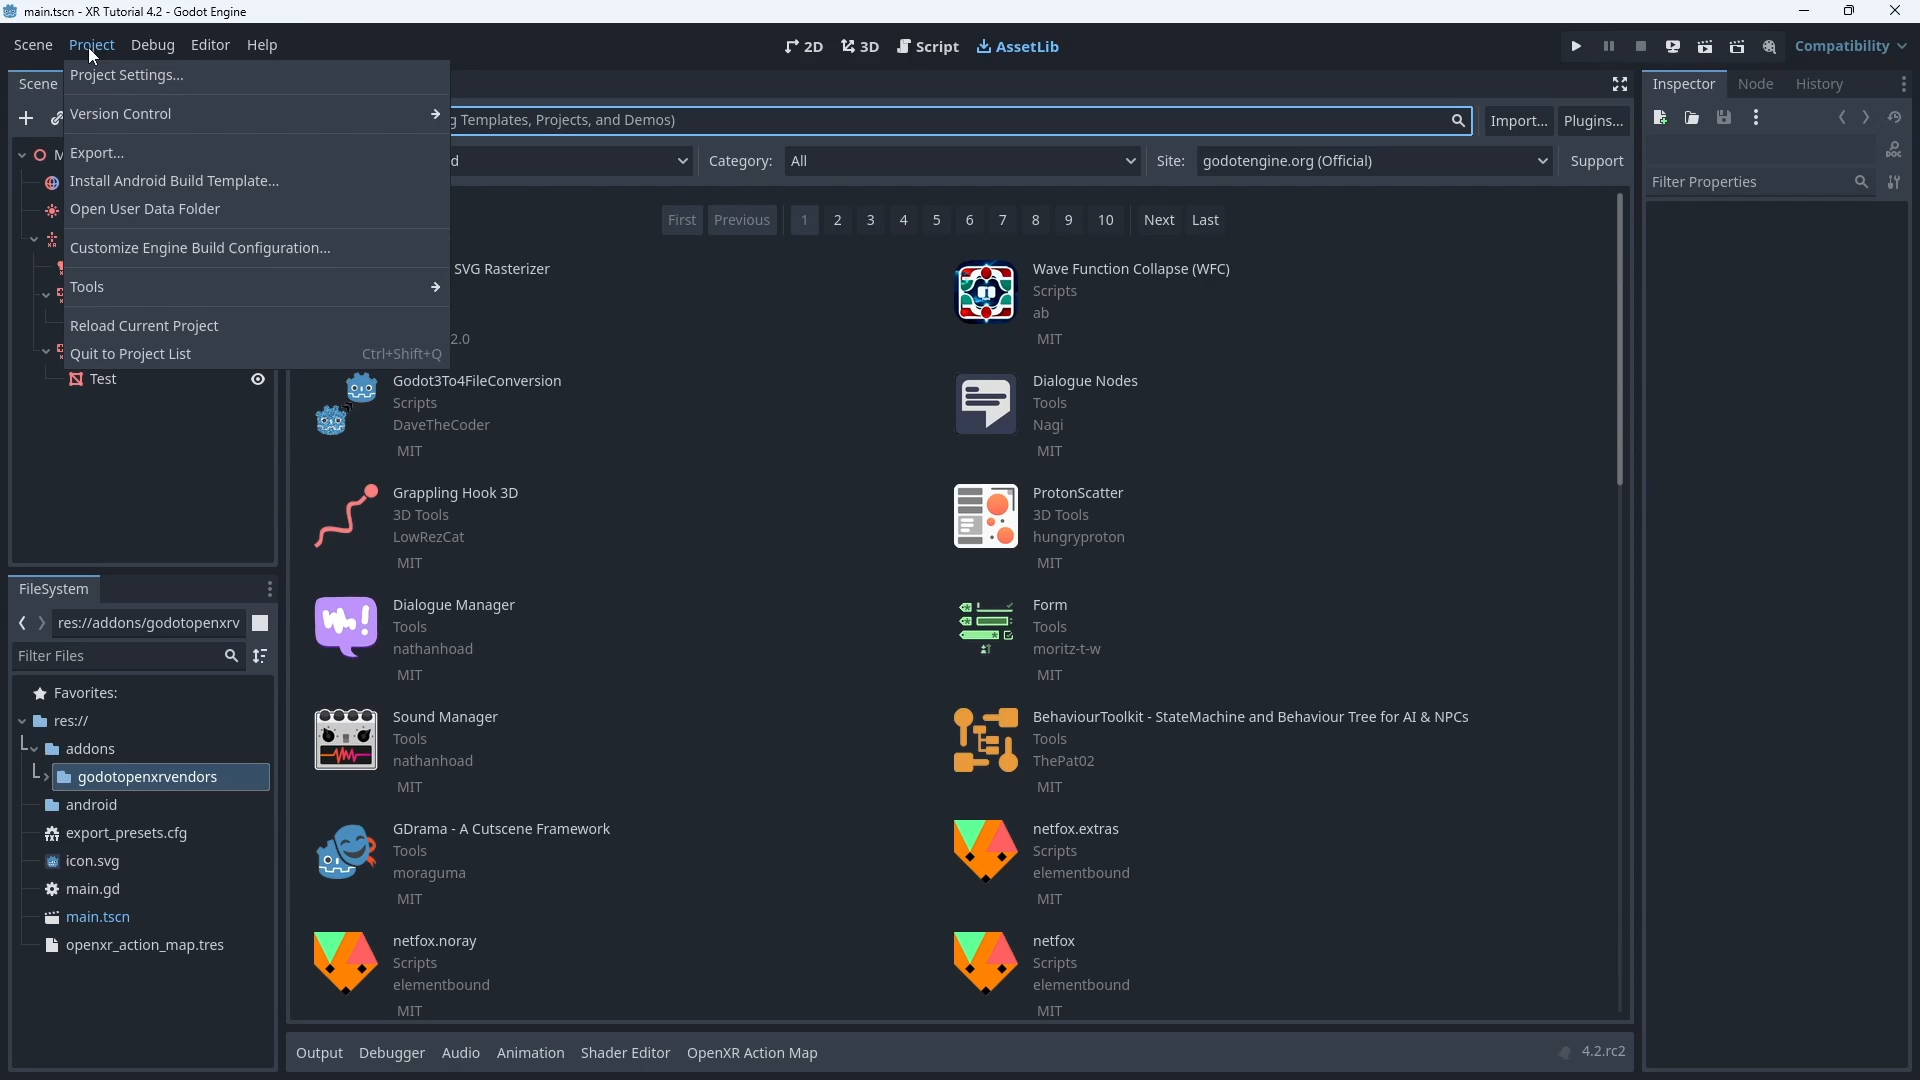 main.tscn - XR Tutorial 4.2 - Godot Engine
Scene Project Debug Editor Help
2D 3D Script AssetLib
Compatibility
Scene
Project Settings...
Version Control
Export...
Install Android Build Template...
Open User Data Folder
Customize Engine Build Configuration...
Tools
Reload Current Project
Quit to Project List Ctrl+Shift+Q
Test
g Templates, Projects, and Demos)
Import... Plugins...
d Category: All Site: godotengine.org (Official) Support
First Previous 1 2 3 4 5 6 7 8 9 10 Next Last
SVG Rasterizer
2.0
Wave Function Collapse (WFC)
Scripts
ab
MIT
Godot3To4FileConversion
Scripts
DaveTheCoder
MIT
Dialogue Nodes
Tools
Nagi
MIT
Grappling Hook 3D
3D Tools
LowRezCat
MIT
ProtonScatter
3D Tools
hungryproton
MIT
Dialogue Manager
Tools
nathanhoad
MIT
Form
Tools
moritz-t-w
MIT
Sound Manager
Tools
nathanhoad
MIT
BehaviourToolkit - StateMachine and Behaviour Tree for AI & NPCs
Tools
ThePat02
MIT
GDrama - A Cutscene Framework
Tools
moraguma
MIT
netfox.extras
Scripts
elementbound
MIT
netfox.noray
Scripts
elementbound
MIT
netfox
Scripts
elementbound
MIT
FileSystem
res://addons/godotopenxrv
Filter Files
Favorites:
res://
addons
godotopenxrvendors
android
export_presets.cfg
icon.svg
main.gd
main.tscn
openxr_action_map.tres
Output Debugger Audio Animation Shader Editor OpenXR Action Map
4.2.rc2
Inspector Node History
DOC
Filter Properties